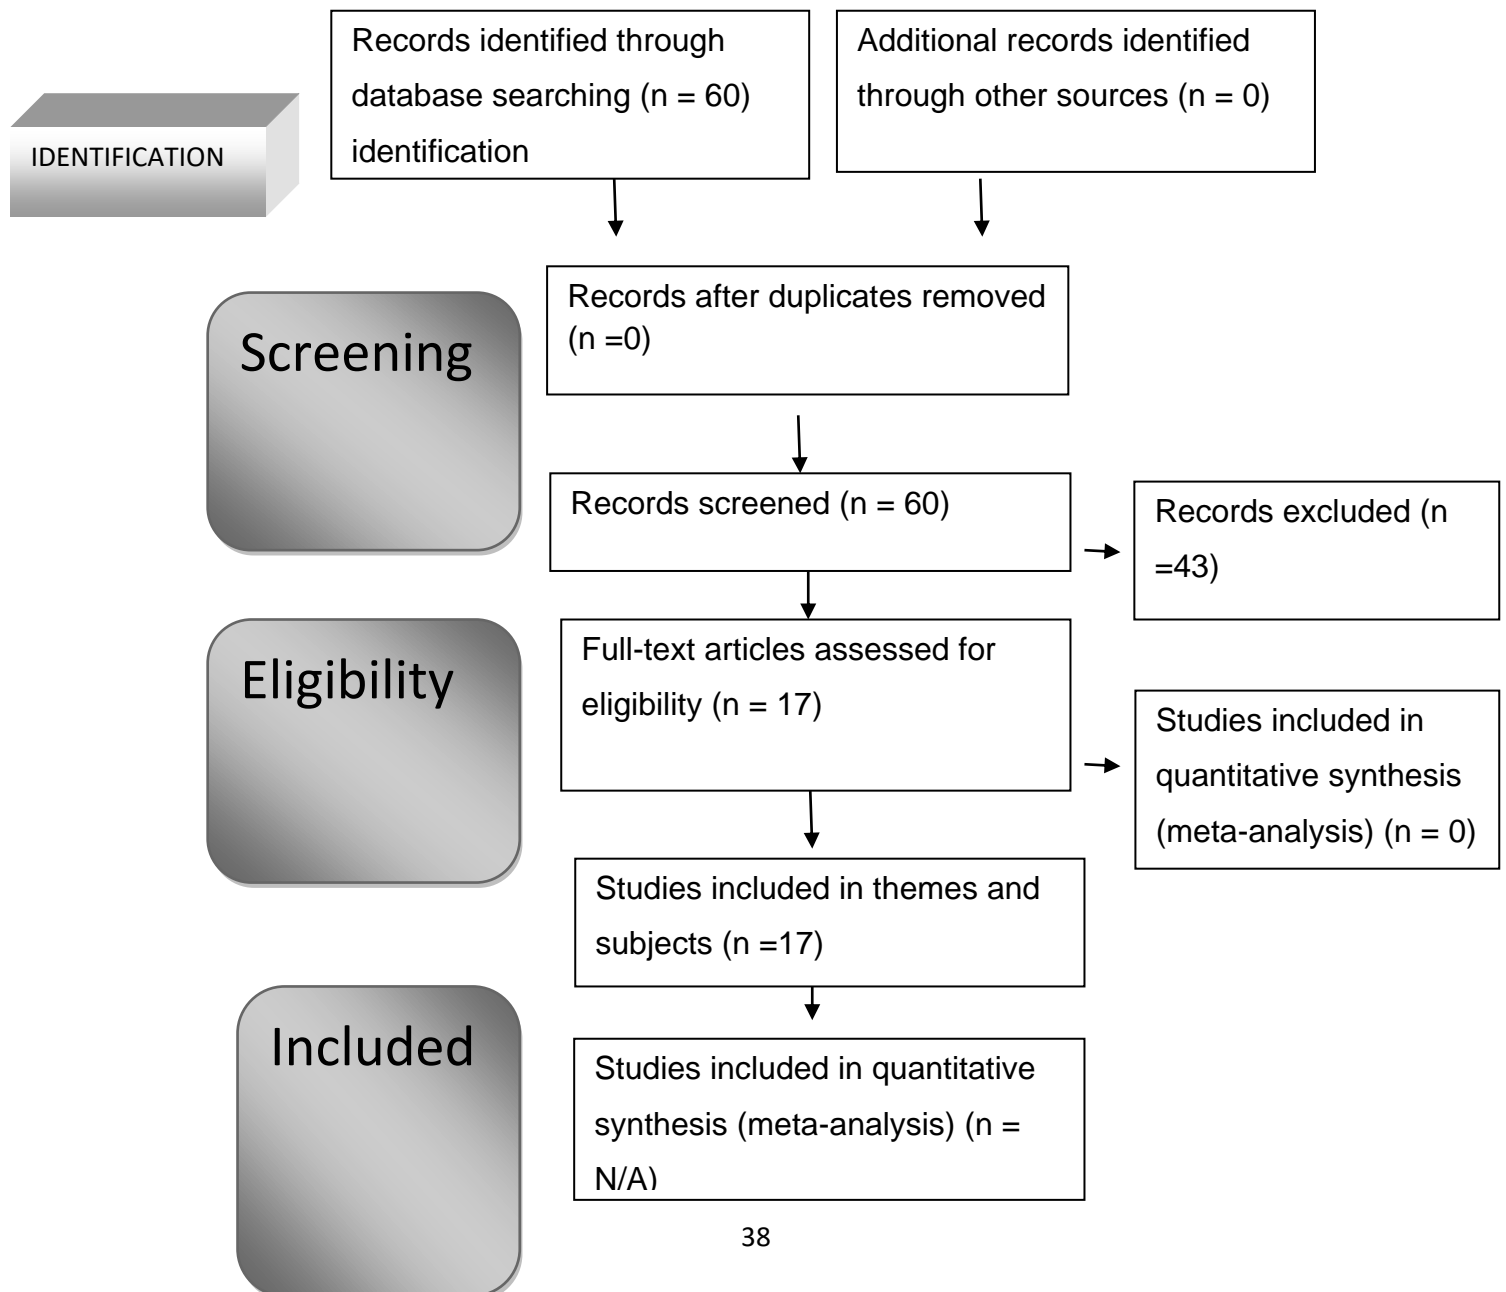 Records identified through
database searching (n = 60)
identification
Additional records identified
through other sources (n = 0)
IDENTIFICATION
Records after duplicates removed
(n =0)
Screening
Records screened (n = 60)
Records excluded (n
=43)
Full-text articles assessed for
eligibility (n = 17)
Eligibility
Studies included in
quantitative synthesis
(meta-analysis) (n = 0)
Studies included in themes and
subjects (n =17)
Included
Studies included in quantitative
synthesis (meta-analysis) (n =
N/A)
38